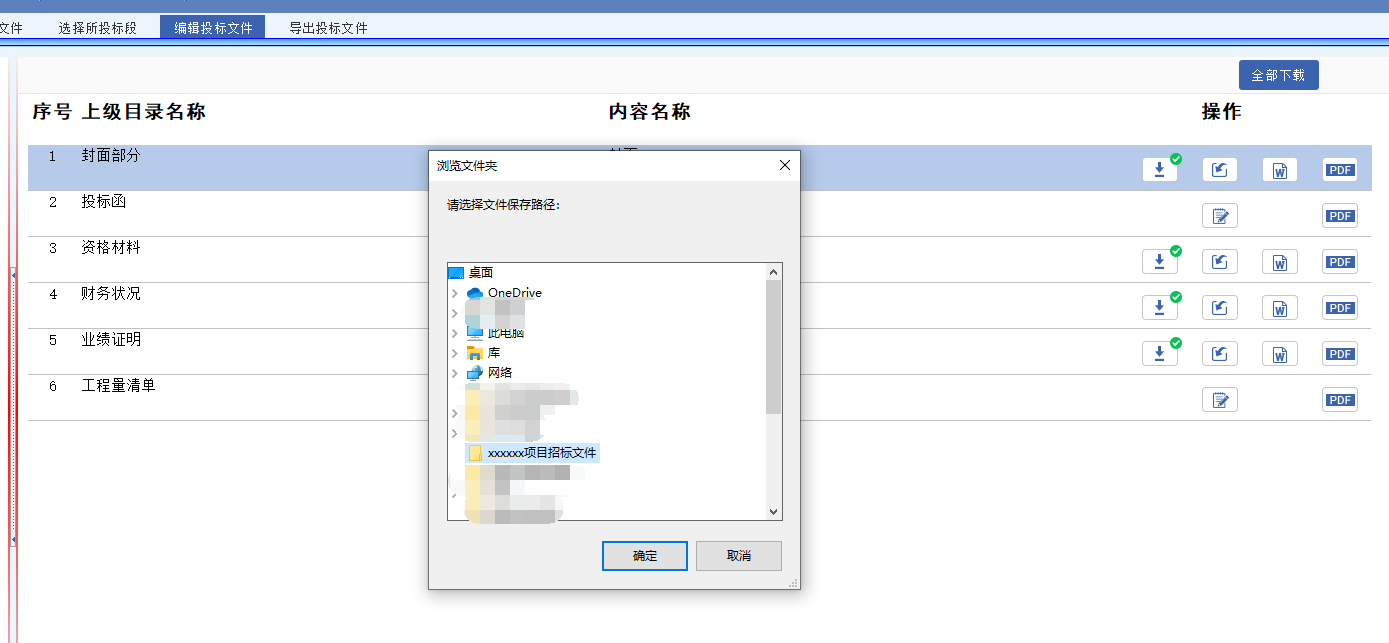 文件 选择所投标段 编辑投标文件 导出投标文件
全部下载
序号 上级目录名称 内容名称 操作
1 封面部分
PDF
2 投标函 PDF
3 资格材料 PDF
4 财务状况 PDF
5 业绩证明 PDF
6 工程量清单 PDF
浏览文件夹
请选择文件保存路径:
桌面
OneDrive
此电脑
库
网络
xxxxxx项目招标文件
确定 取消